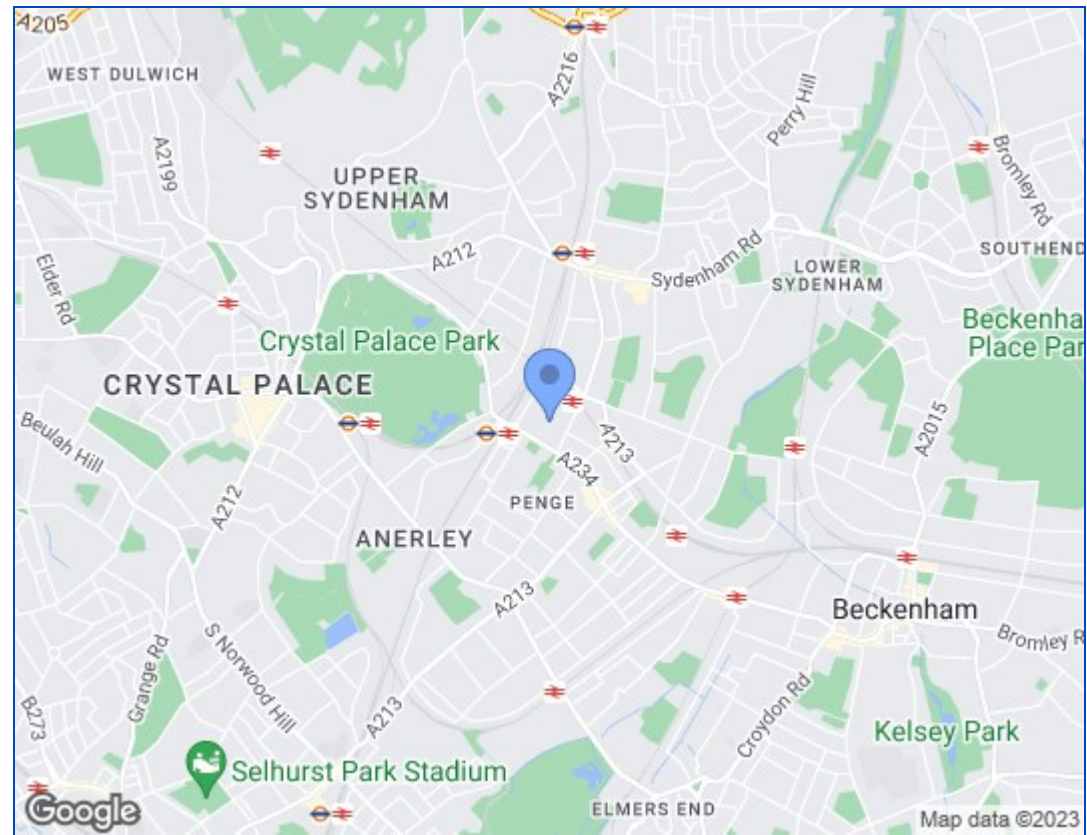 A205
WEST DULWICH
A2216
Perry Hill
A2199
Bromley Rd
UPPER
SYDENHAM
A212
Sydenham Rd
SOUTHEND
LOWER
SYDENHAM
Elder Rd
Crystal Palace Park
Beckenha
Place Par
CRYSTAL PALACE
A2015
Beulah Hill
A213
A234
A212
PENGE
ANERLEY
A213
Beckenham
Bromley R
S Norwood Hill
Grange Rd
B273
A213
Croydon Rd
Kelsey Park
Selhurst Park Stadium
ELMERS END
Google
Map data ©2023